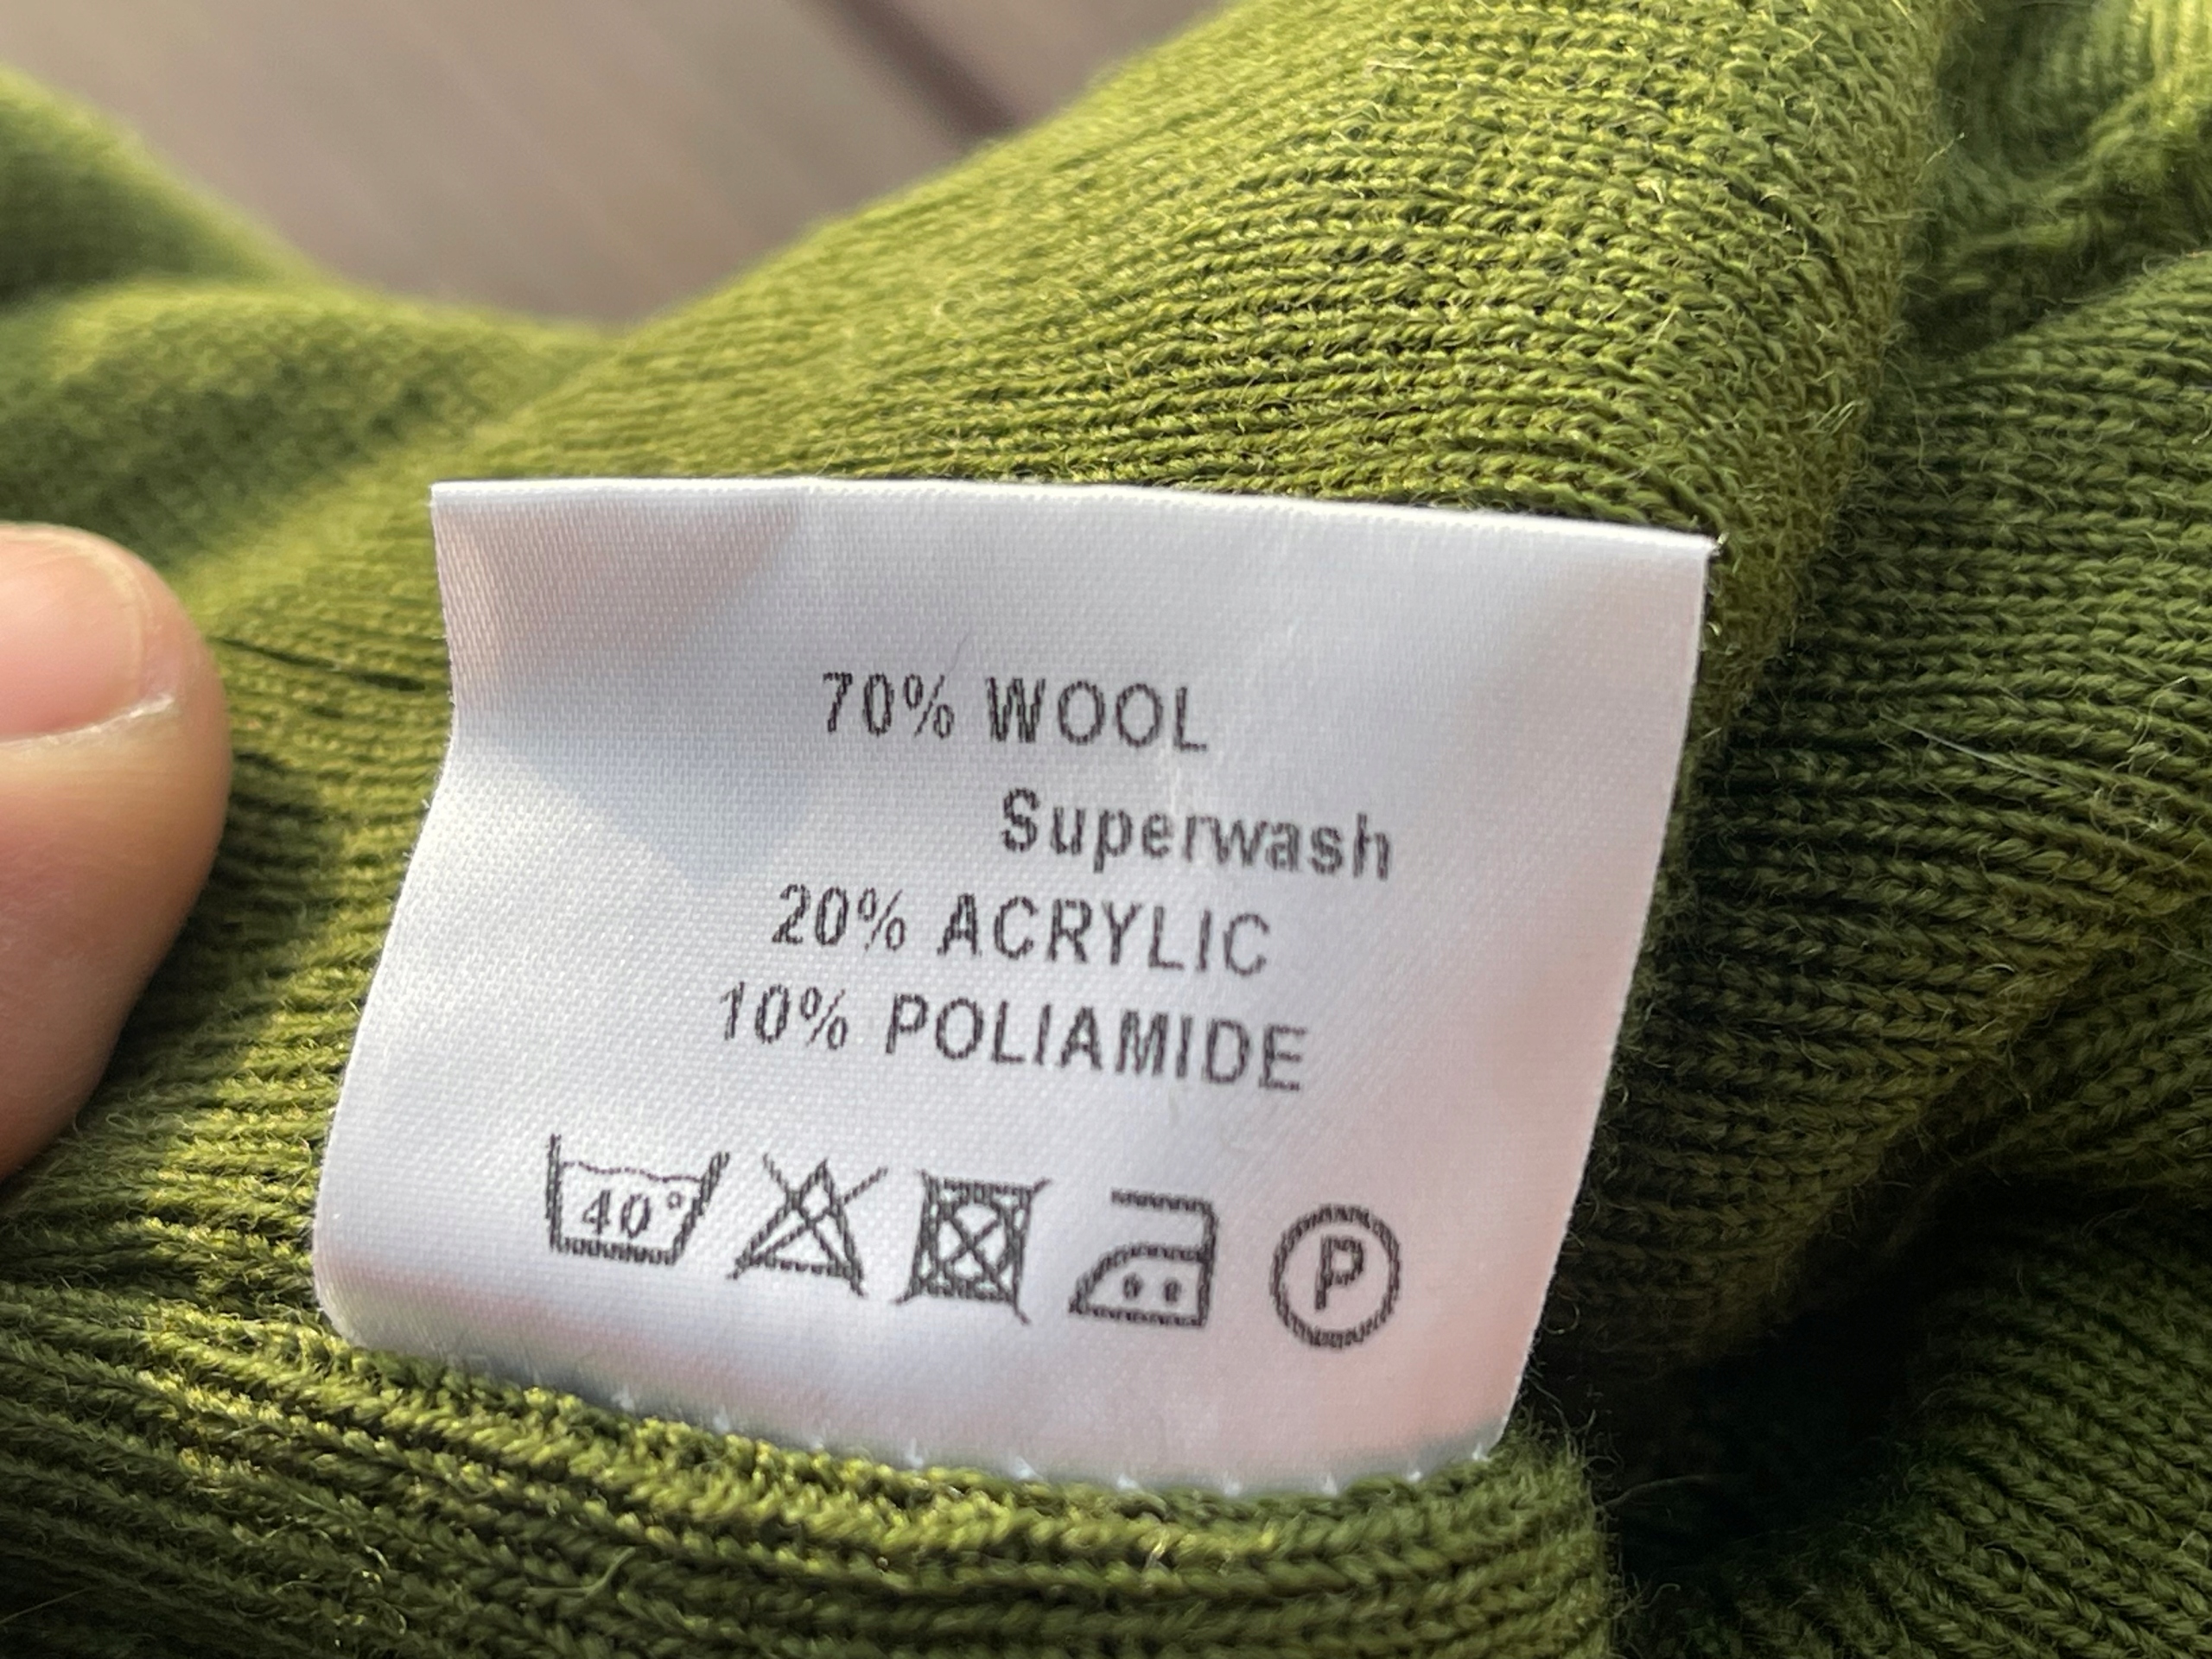 70% WOOL
Superwash
20% ACRYLIC
10% POLIAMIDE
40° P